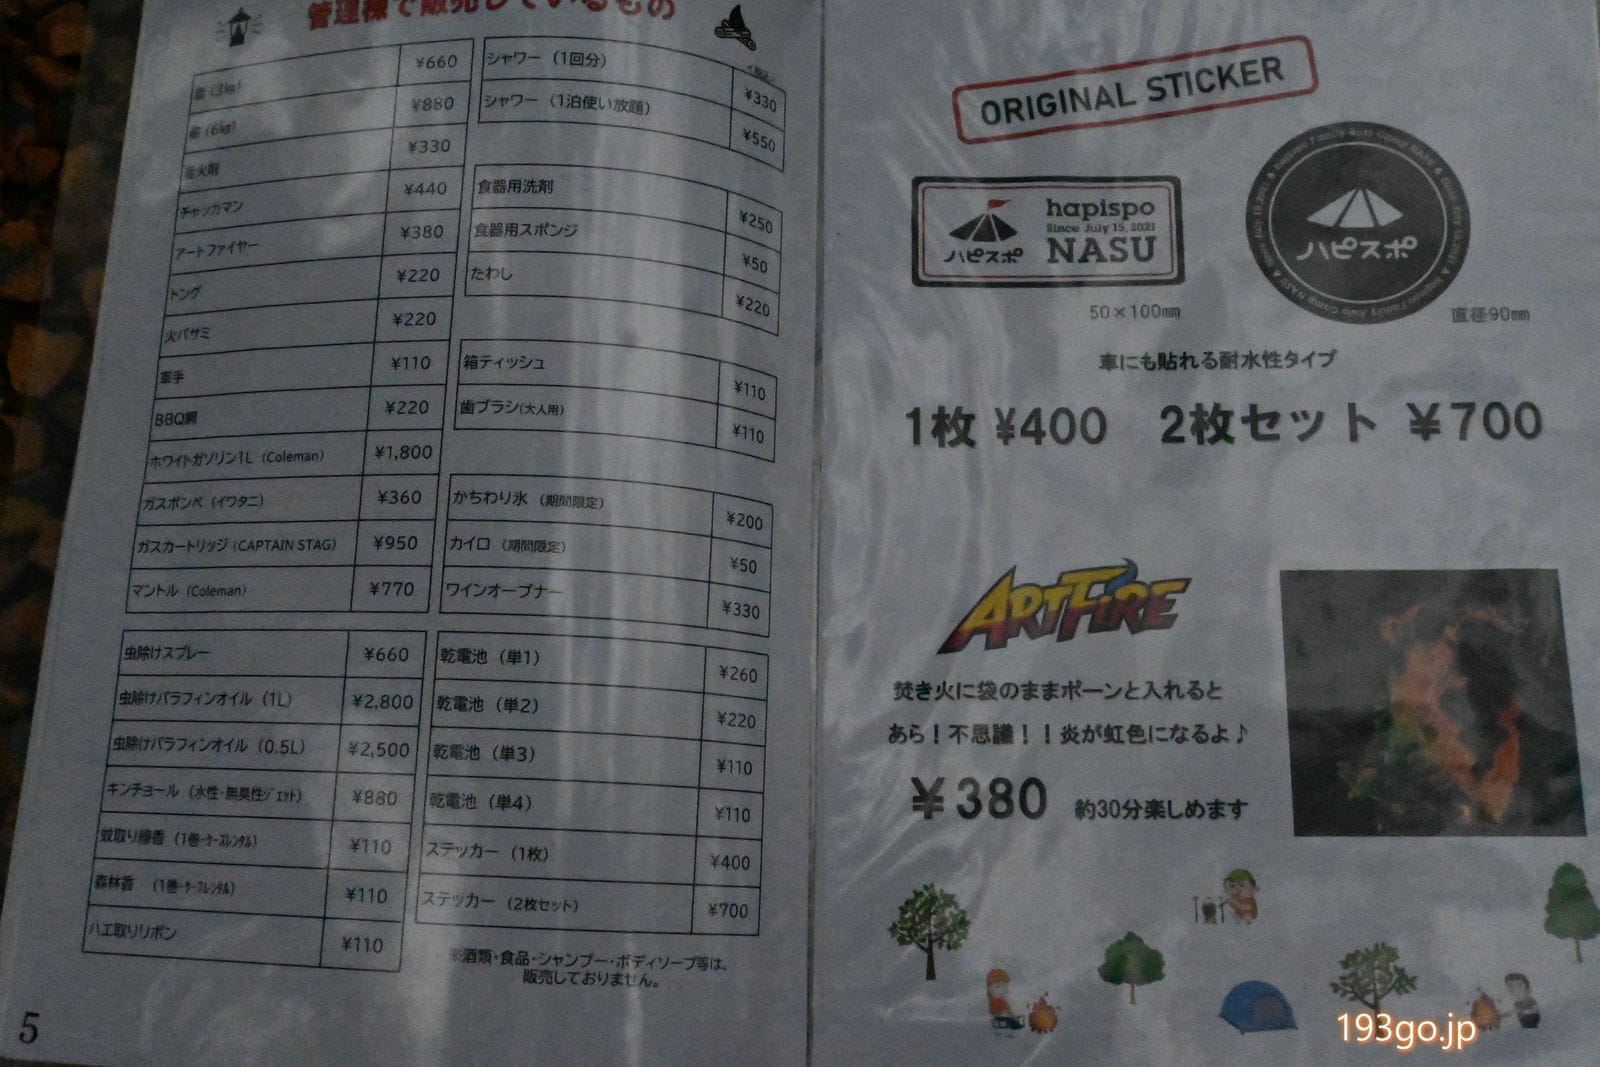 管理棟で販売しているもの
薪（3kg） ¥660
薪（6kg） ¥880
着火剤 ¥330
チャッカマン ¥440
アートファイヤー ¥380
トング ¥220
火バサミ ¥220
軍手 ¥110
BBQ網 ¥220
ホワイトガソリン1L（Coleman） ¥1,800
ガスボンベ（イワタニ） ¥360
ガスカートリッジ（CAPTAIN STAG） ¥950
マントル（Coleman） ¥770
虫除けスプレー ¥660
虫除けパラフィンオイル（1L） ¥2,800
虫除けパラフィンオイル（0.5L） ¥2,500
キンチョール（水性・無臭性ｼﾞｪｯﾄ） ¥880
蚊取り線香（1巻・ｹｰｽﾚﾝﾀﾙ） ¥110
森林香（1巻・ｹｰｽﾚﾝﾀﾙ） ¥110
ハエ取りリボン ¥110
シャワー（1回分） ¥330
シャワー（1泊使い放題） ¥550
食器用洗剤 ¥250
食器用スポンジ ¥50
たわし ¥220
箱ティッシュ ¥110
歯ブラシ(大人用) ¥110
かちわり氷（期間限定） ¥200
カイロ（期間限定） ¥50
ワインオープナー ¥330
乾電池（単1） ¥260
乾電池（単2） ¥220
乾電池（単3） ¥110
乾電池（単4） ¥110
ステッカー（1枚） ¥400
ステッカー（2枚セット） ¥700
※酒類・食品・シャンプー・ボディソープ等は、
販売しておりません。
5
ORIGINAL STICKER
ハピスポ
hapispo
Since July 15, 2021
NASU
50×100㎜
ハピスポ
直径90㎜
車にも貼れる耐水性タイプ
1枚 ¥400 2枚セット ¥700
ARTFIRE
焚き火に袋のままポーンと入れると
あら！不思議！！炎が虹色になるよ♪
¥380 約30分楽しめます
193go.jp